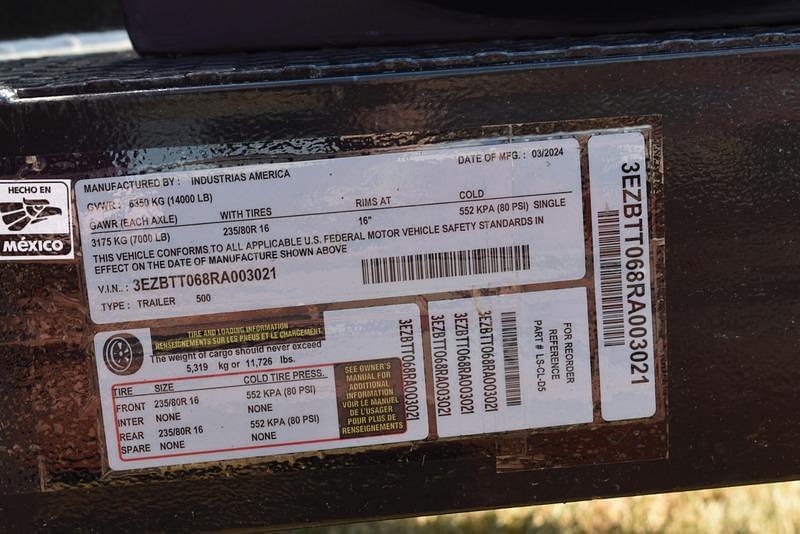 HECHO EN
MÉXICO
MANUFACTURED BY : INDUSTRIAS AMERICA
DATE OF MFG. : 03/2024
GVWR : 6350 KG (14000 LB)
GAWR (EACH AXLE) WITH TIRES RIMS AT COLD
3175 KG (7000 LB) 235/80R 16 16" 552 KPA (80 PSI) SINGLE
THIS VEHICLE CONFORMS TO ALL APPLICABLE U.S. FEDERAL MOTOR VEHICLE SAFETY STANDARDS IN
EFFECT ON THE DATE OF MANUFACTURE SHOWN ABOVE
V.I.N.: 3EZBTT068RA003021
TYPE : TRAILER 500
3EZBTT068RA003021
TIRE AND LOADING INFORMATION
RENSEIGNEMENTS SUR LES PNEUS ET LE CHARGEMENT
The weight of cargo should never exceed
5,319 kg or 11,726 lbs.
TIRE SIZE COLD TIRE PRESS.
FRONT 235/80R 16 552 KPA (80 PSI)
INTER NONE NONE
REAR 235/80R 16 552 KPA (80 PSI)
SPARE NONE NONE
SEE OWNER'S
MANUAL FOR
ADDITIONAL
INFORMATION
VOIR LE MANUEL
DE L'USAGER
POUR PLUS DE
RENSEIGNEMENTS
3EZBTT068RA003021
3EZBTT068RA003021
3EZBTT068RA003021
3EZBTT068RA003021
FOR REORDER
REFERENCE
PART # LS-CL-D5